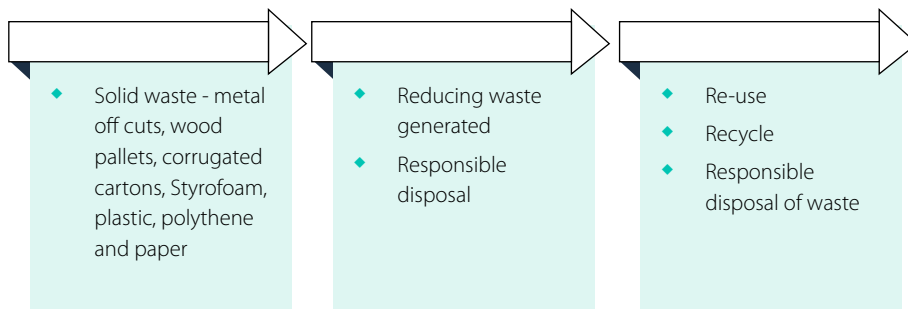 Solid waste - metal
off cuts, wood
pallets, corrugated
cartons, Styrofoam,
plastic, polythene
and paper
Reducing waste
generated
Responsible
disposal
Re-use
Recycle
Responsible
disposal of waste